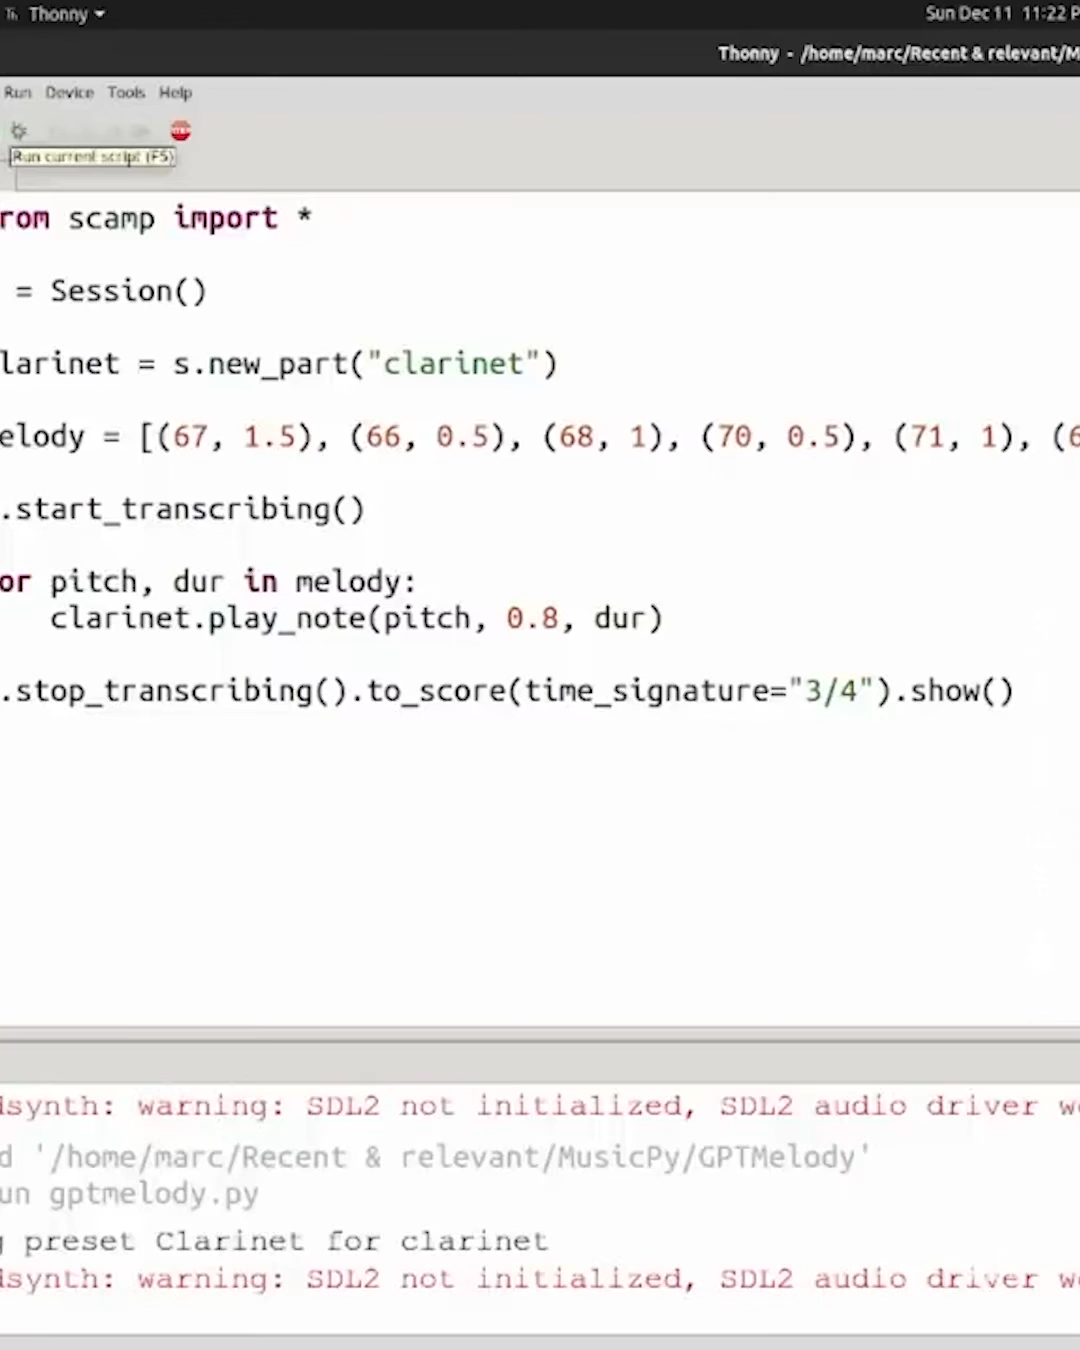 Thonny Sun Dec 11 11:22 P
Thonny - /home/marc/Recent & relevant/M
Run Device Tools Help
STOP
Run current script (F5)
rom scamp import *
= Session()
larinet = s.new_part("clarinet")
elody = [(67, 1.5), (66, 0.5), (68, 1), (70, 0.5), (71, 1), (6
.start_transcribing()
or pitch, dur in melody:
clarinet.play_note(pitch, 0.8, dur)
.stop_transcribing().to_score(time_signature="3/4").show()
dsynth: warning: SDL2 not initialized, SDL2 audio driver w
d '/home/marc/Recent & relevant/MusicPy/GPTMelody'
un gptmelody.py
g preset Clarinet for clarinet
dsynth: warning: SDL2 not initialized, SDL2 audio driver w